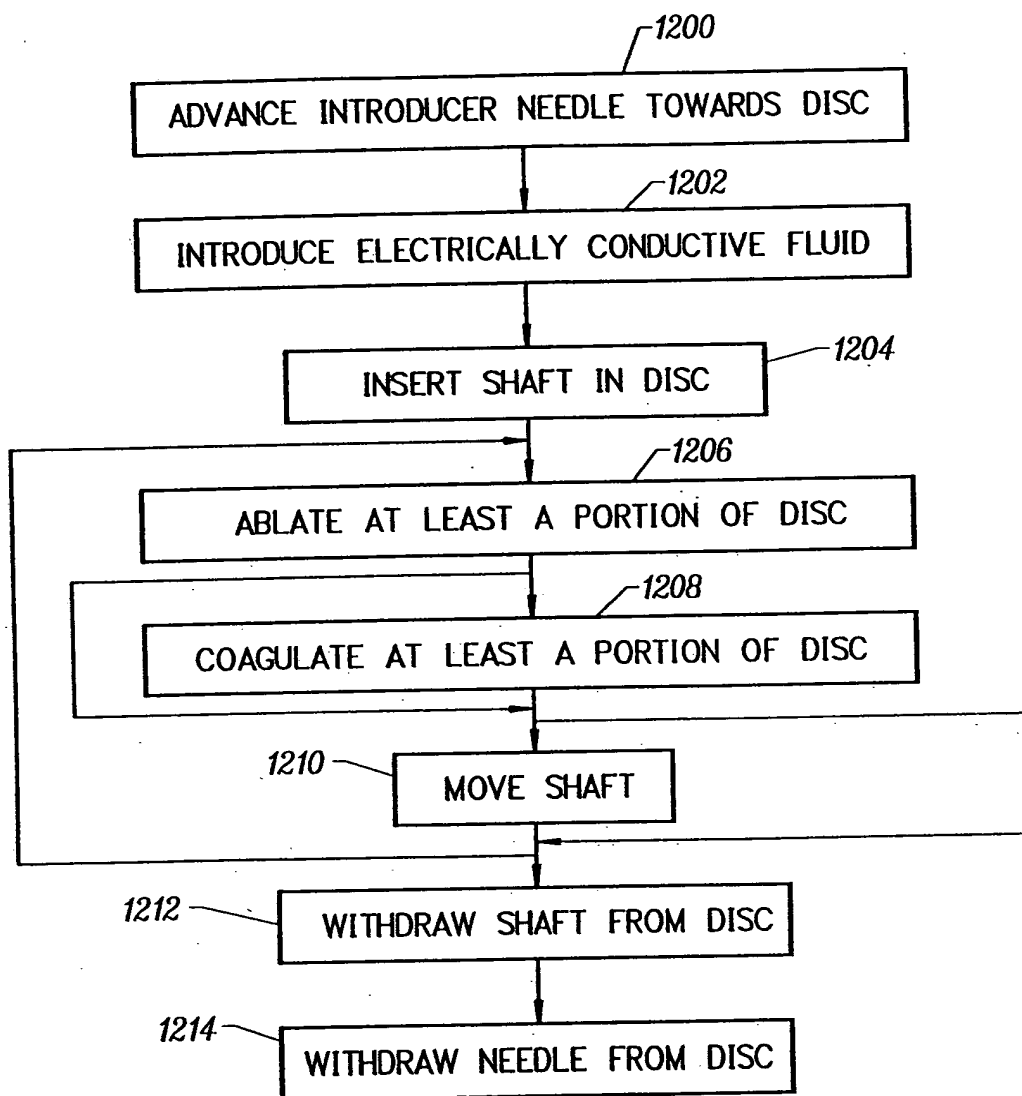 1200
ADVANCE INTRODUCER NEEDLE TOWARDS DISC
1202
INTRODUCE ELECTRICALLY CONDUCTIVE FLUID
1204
INSERT SHAFT IN DISC
1206
ABLATE AT LEAST A PORTION OF DISC
1208
COAGULATE AT LEAST A PORTION OF DISC
1210
MOVE SHAFT
1212
WITHDRAW SHAFT FROM DISC
1214
WITHDRAW NEEDLE FROM DISC